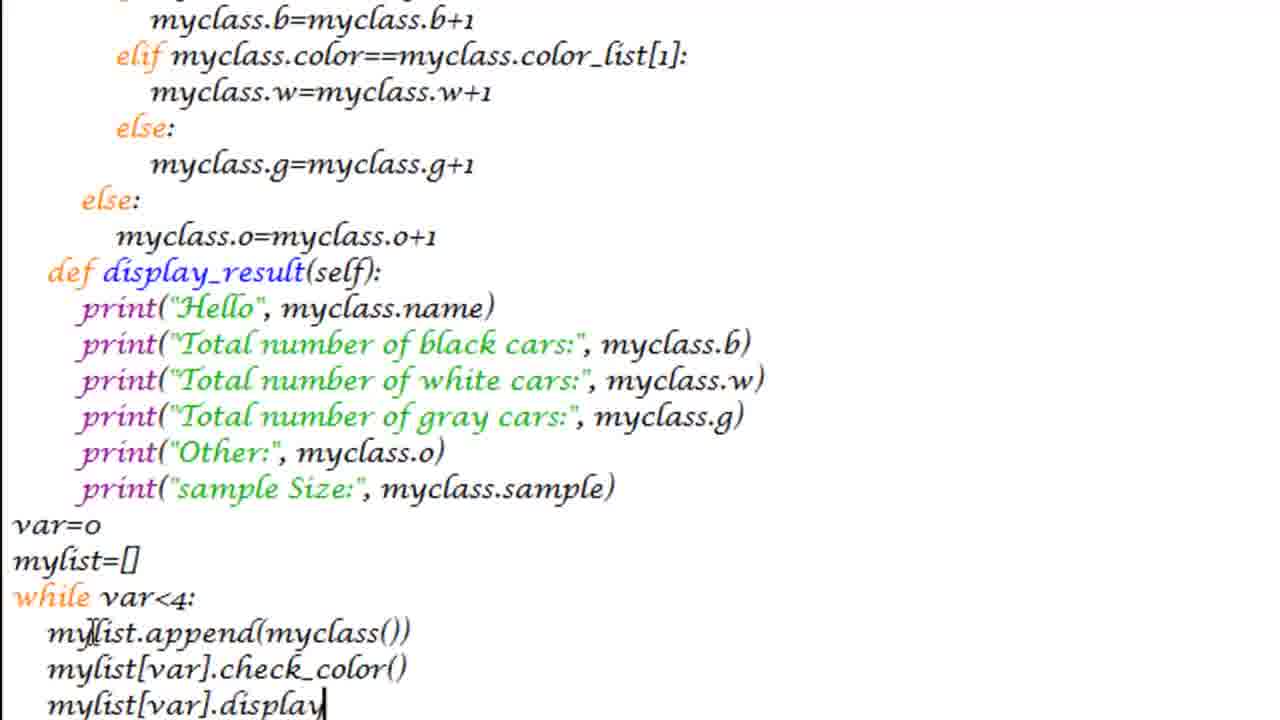 myclass.b=myclass.b+1
elif myclass.color==myclass.color_list[1]:
myclass.w=myclass.w+1
else:
myclass.g=myclass.g+1
else:
myclass.o=myclass.o+1
def display_result(self):
print("Hello", myclass.name)
print("Total number of black cars:", myclass.b)
print("Total number of white cars:", myclass.w)
print("Total number of gray cars:", myclass.g)
print("Other:", myclass.o)
print("sample Size:", myclass.sample)
var=0
mylist=[]
while var<4:
mylist.append(myclass())
mylist[var].check_color()
mylist[var].display